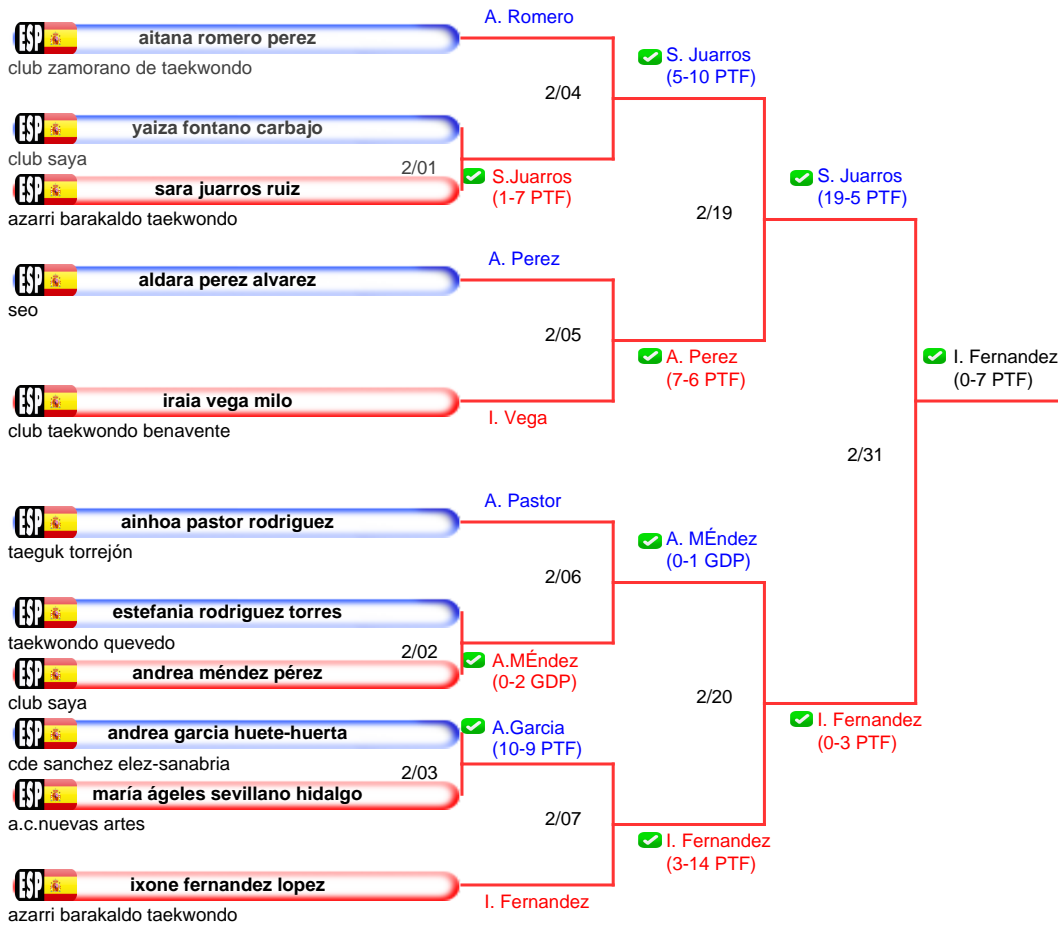 A. Romero
ESP aitana romero perez
club zamorano de taekwondo
S. Juarros
(5-10 PTF)
2/04
ESP yaiza fontano carbajo
club saya
2/01
ESP sara juarros ruiz
azarri barakaldo taekwondo
S.Juarros
(1-7 PTF)
S. Juarros
(19-5 PTF)
2/19
A. Perez
ESP aldara perez alvarez
seo
2/05
A. Perez
(7-6 PTF)
I. Fernandez
(0-7 PTF)
ESP iraia vega milo
club taekwondo benavente
I. Vega
2/31
A. Pastor
ESP ainhoa pastor rodriguez
taeguk torrejón
A. MÉndez
(0-1 GDP)
2/06
ESP estefania rodriguez torres
taekwondo quevedo
2/02
ESP andrea méndez pérez
club saya
A.MÉndez
(0-2 GDP)
2/20
ESP andrea garcia huete-huerta
cde sanchez elez-sanabria
A.Garcia
(10-9 PTF)
I. Fernandez
(0-3 PTF)
2/03
ESP maría ágeles sevillano hidalgo
a.c.nuevas artes
2/07
I. Fernandez
(3-14 PTF)
ESP ixone fernandez lopez
azarri barakaldo taekwondo
I. Fernandez